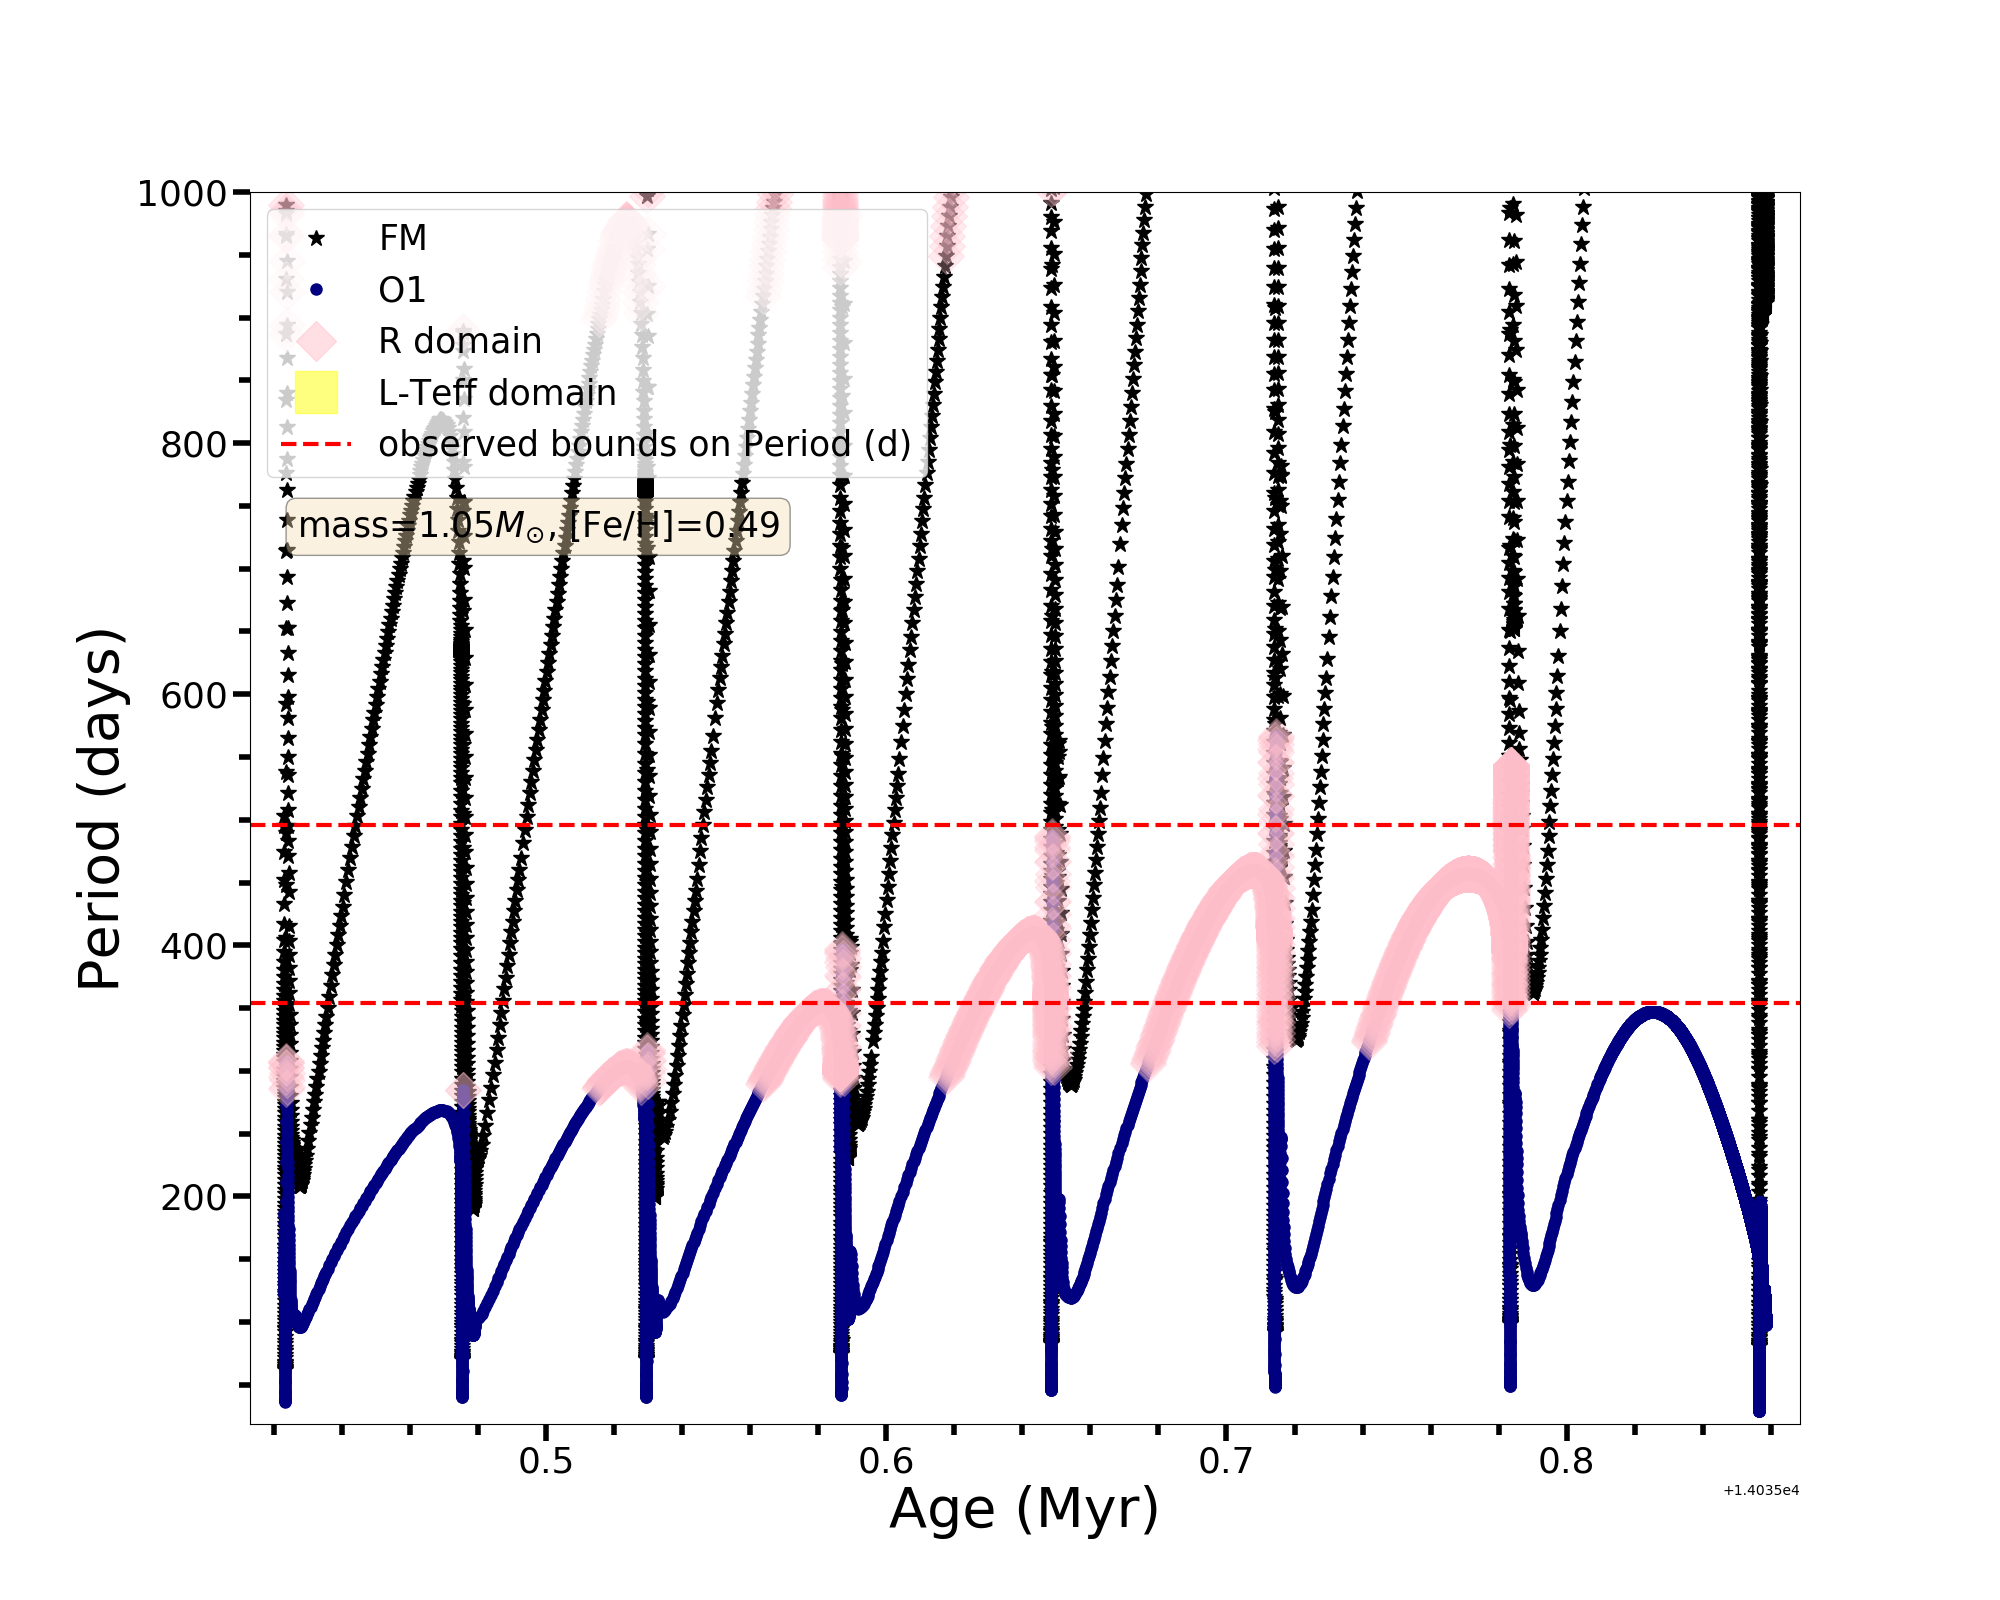 1000
800
600
400
200
Period (days)
FM
O1
R domain
L-Teff domain
observed bounds on Period (d)
mass=1.05M⊙, [Fe/H]=0.49
0.5 0.6 0.7 0.8
+1.4035e4
Age (Myr)